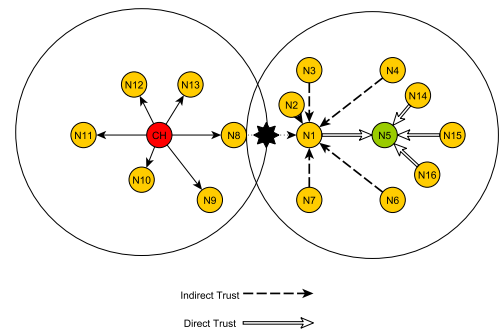 N3
N4
N12
N13
N14
N2
N11
CH
N8
N1
N5
N15
N16
N10
N9
N7
N6
Indirect Trust
Direct Trust